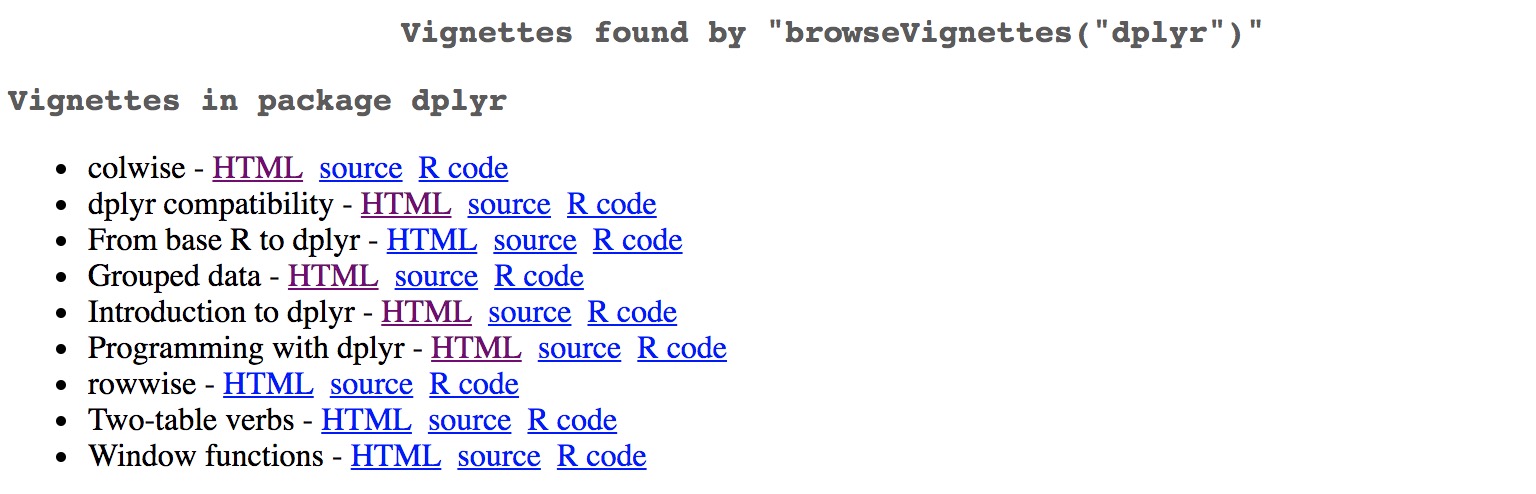 Vignettes found by "browseVignettes("dplyr")"
Vignettes in package dplyr
• colwise - HTML source R code
• dplyr compatibility - HTML source R code
• From base R to dplyr - HTML source R code
• Grouped data - HTML source R code
• Introduction to dplyr - HTML source R code
• Programming with dplyr - HTML source R code
• rowwise - HTML source R code
• Two-table verbs - HTML source R code
• Window functions - HTML source R code